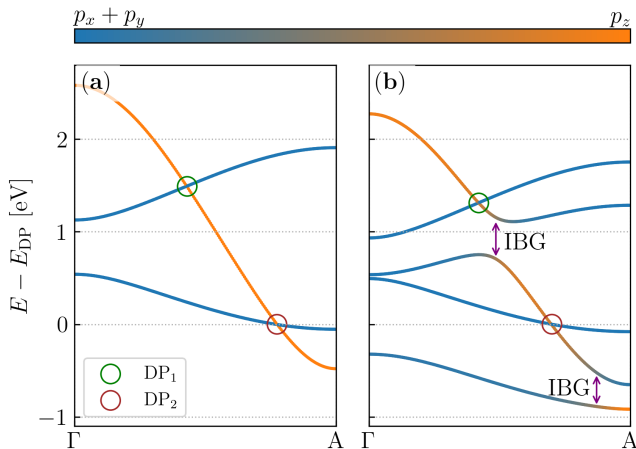 p_x + p_y
p_z
(a)
(b)
E − E_DP [eV]
2
1
0
−1
IBG
IBG
DP₁
DP₂
Γ
A
Γ
A